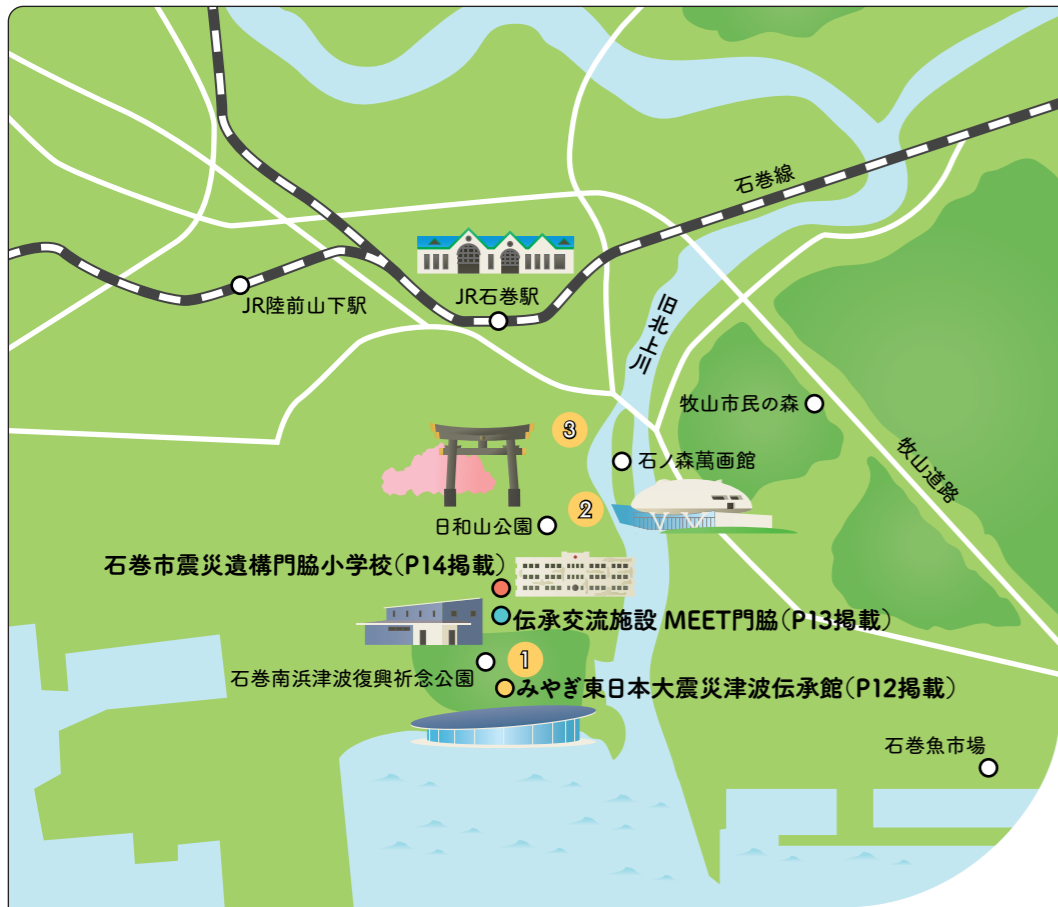 石巻線
JR陸前山下駅
JR石巻駅
旧北上川
牧山市民の森
牧山道路
3
石ノ森萬画館
2
日和山公園
石巻市震災遺構門脇小学校(P14掲載)
伝承交流施設 MEET門脇(P13掲載)
1
石巻南浜津波復興祈念公園
みやぎ東日本大震災津波伝承館(P12掲載)
石巻魚市場